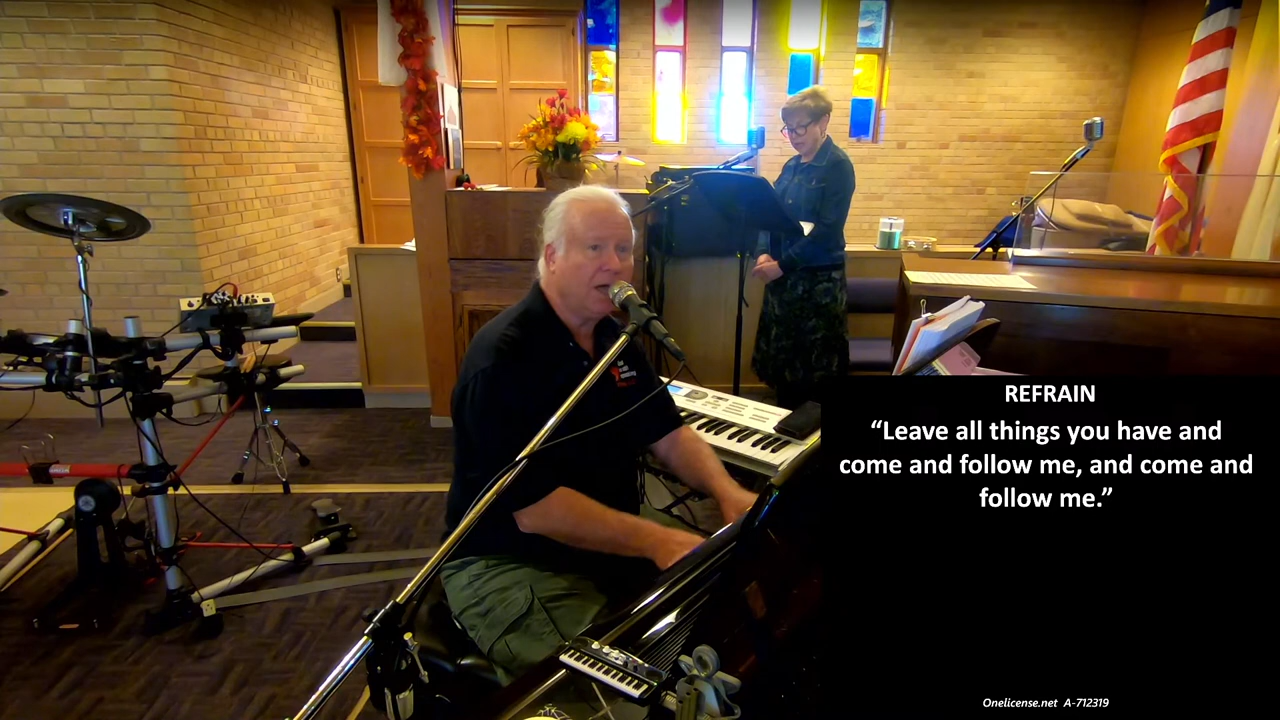 REFRAIN
“Leave all things you have and
come and follow me, and come and
follow me.”
Onelicense.net A-712319